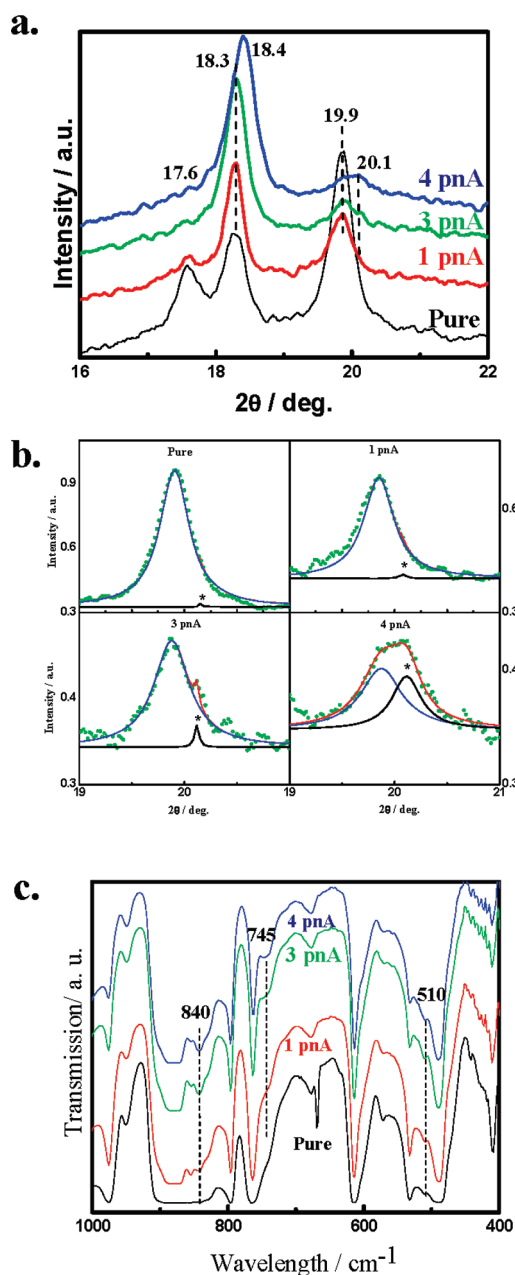 a.
18.3
18.4
17.6
19.9
20.1
4 pnA
3 pnA
1 pnA
Pure
Intensity / a.u.
16
18
20
22
2θ / deg.
b.
Pure
1 pnA
0.9
0.6
0.3
Intensity / a.u.
*
*
0.6
0.3
3 pnA
4 pnA
0.4
0.3
Intensity / a.u.
*
*
0.4
0.3
19
20
19
20
21
2θ / deg.
2θ / deg.
c.
840
745
4 pnA
3 pnA
510
1 pnA
Pure
Transmission/ a.u.
1000
800
600
400
Wavelength / cm-1